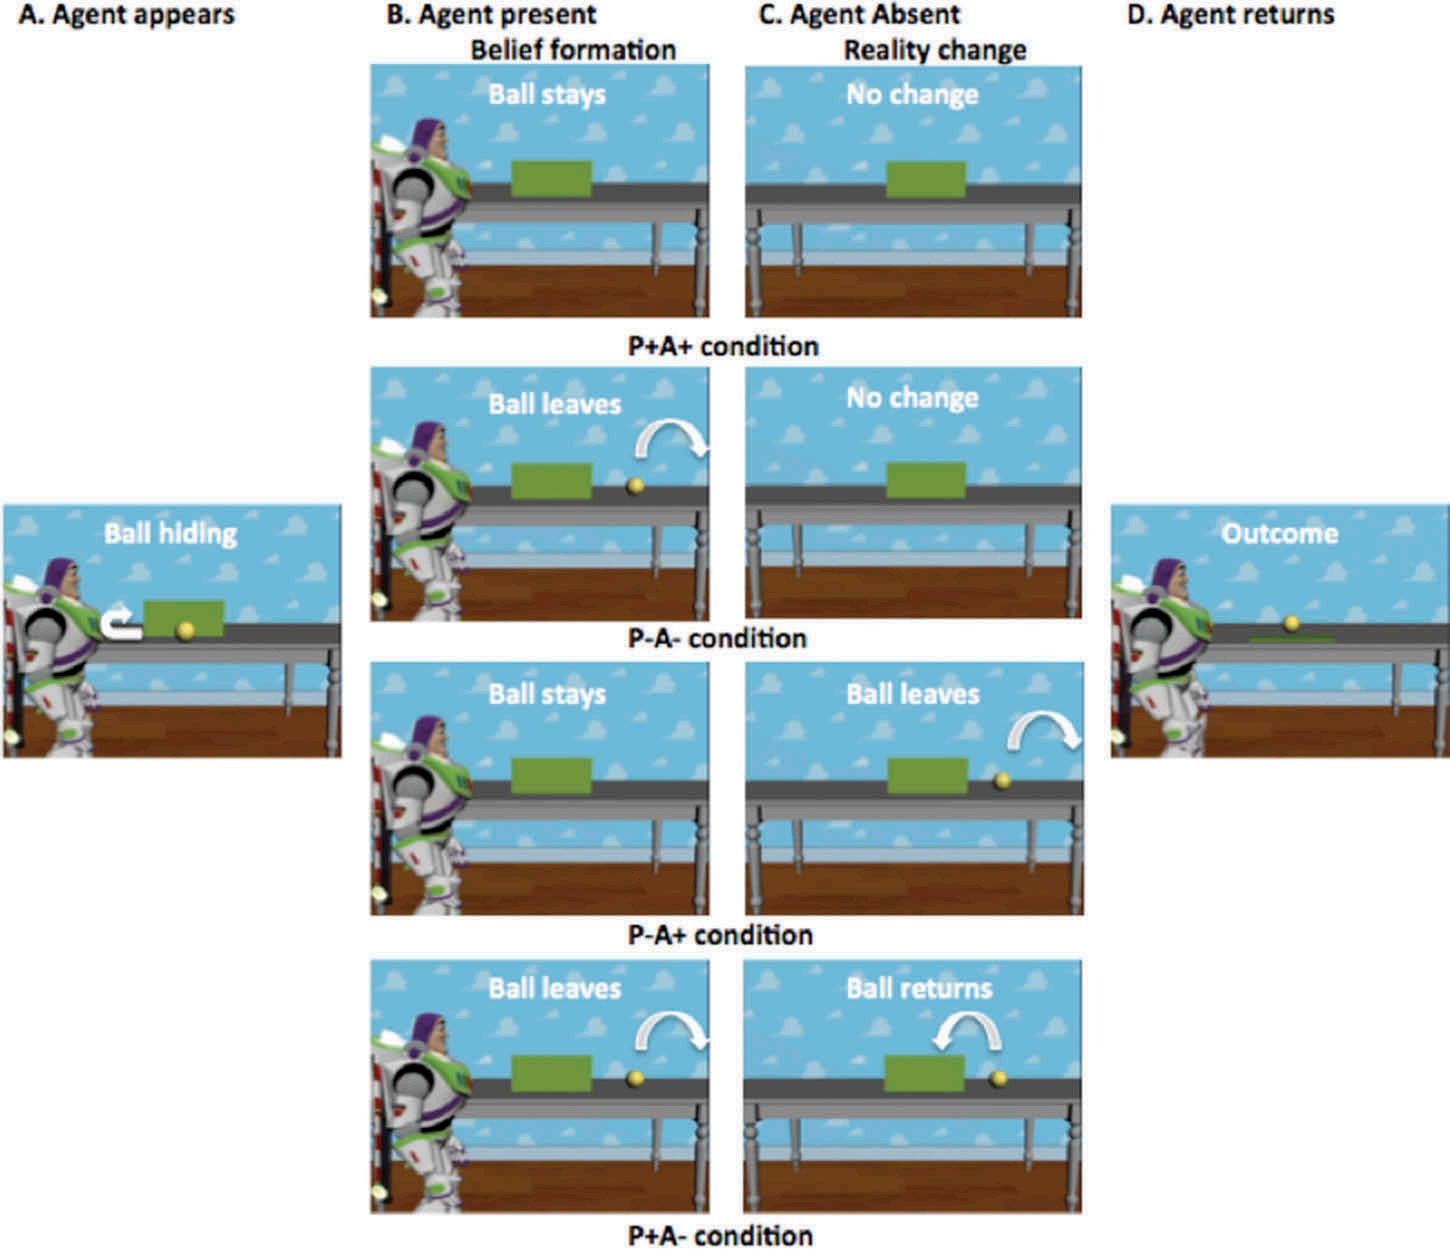 A. Agent appears
B. Agent present
Belief formation
C. Agent Absent
Reality change
D. Agent returns
Ball stays
No change
P+A+ condition
Ball leaves
No change
P-A- condition
Ball hiding
Outcome
Ball stays
Ball leaves
P-A+ condition
Ball leaves
Ball returns
P+A- condition